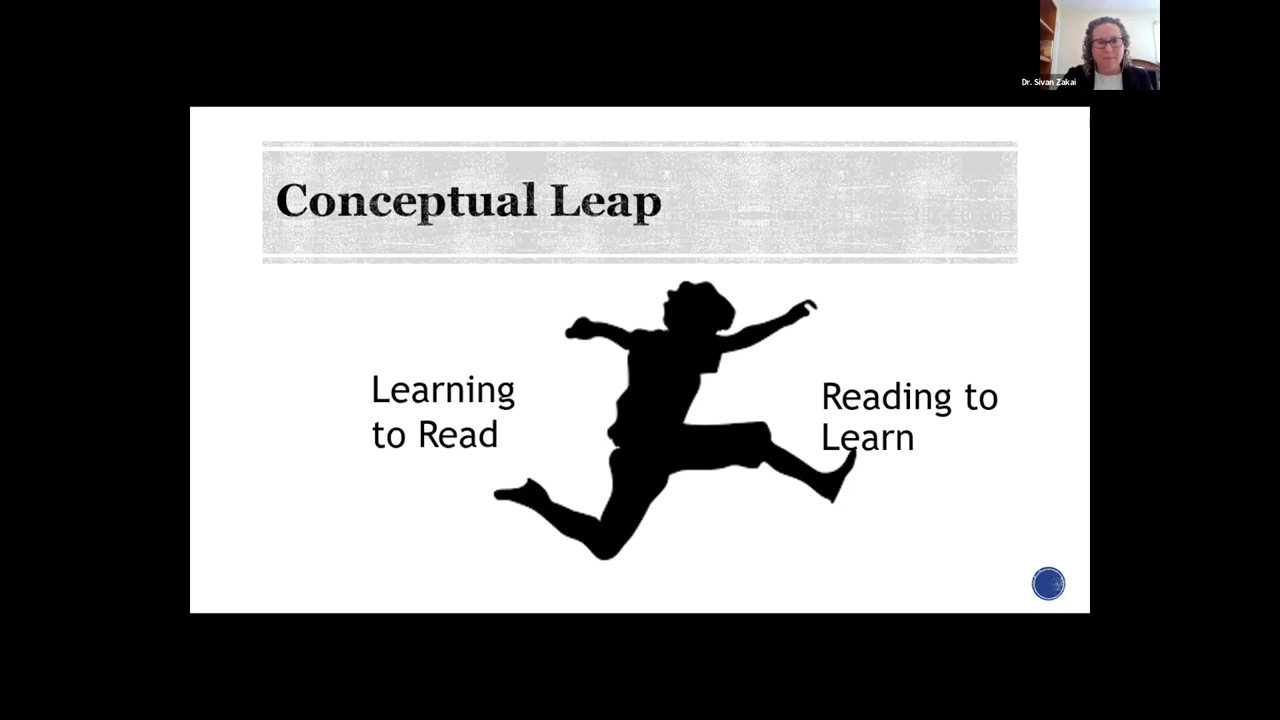 Dr. Sivan Zakai
Conceptual Leap
Learning
to Read
Reading to
Learn